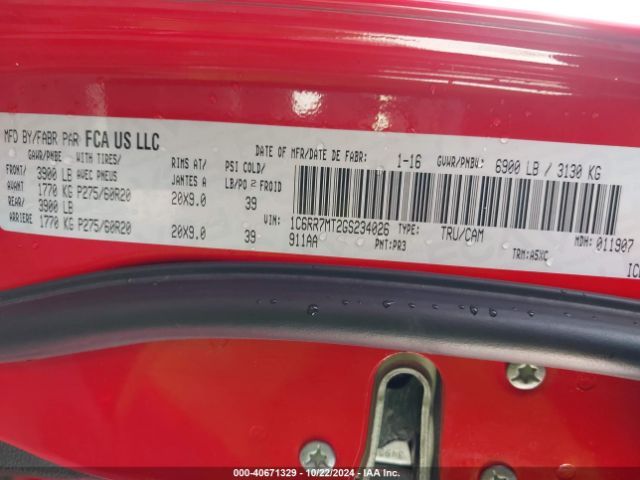 MFD BY/FABR PAR FCA US LLC
DATE OF MFR/DATE DE FABR: 1-16 GVWR/PNBV: 6900 LB / 3130 KG
GAWR/PNBE WITH TIRES/ RIMS AT/ PSI COLD/
FRONT/ 3900 LB AVEC PNEUS JANTES A LB/PO² FROID
AVANT 1770 KG P275/60R20 20X9.0 39
REAR/ 3900 LB
ARRIERE 1770 KG P275/60R20 20X9.0 39
VIN: 1C6RR7MT2GS234026 TYPE: TRU/CAM MDH: 011907
911AA PNT:PR3 TRM:A5XC
00-40671329 - 10/22/2024 - IAA Inc.